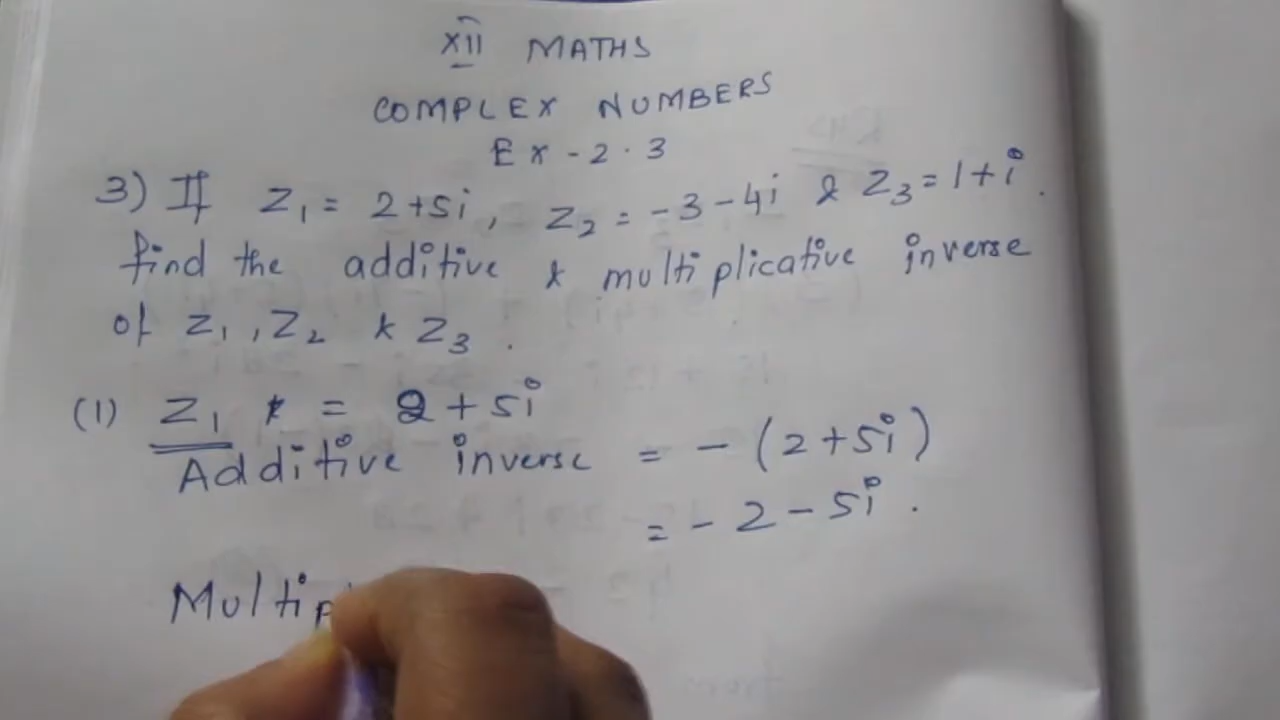 XII MATHS
COMPLEX NUMBERS
EX - 2.3
3) If Z₁ = 2+5i, Z₂ = -3-4i & Z₃ = 1+i.
find the additive & multiplicative inverse
of Z₁, Z₂ & Z₃.
(1) Z₁ = 2+5i
Additive inverse = -(2+5i)
= -2-5i.
Multip